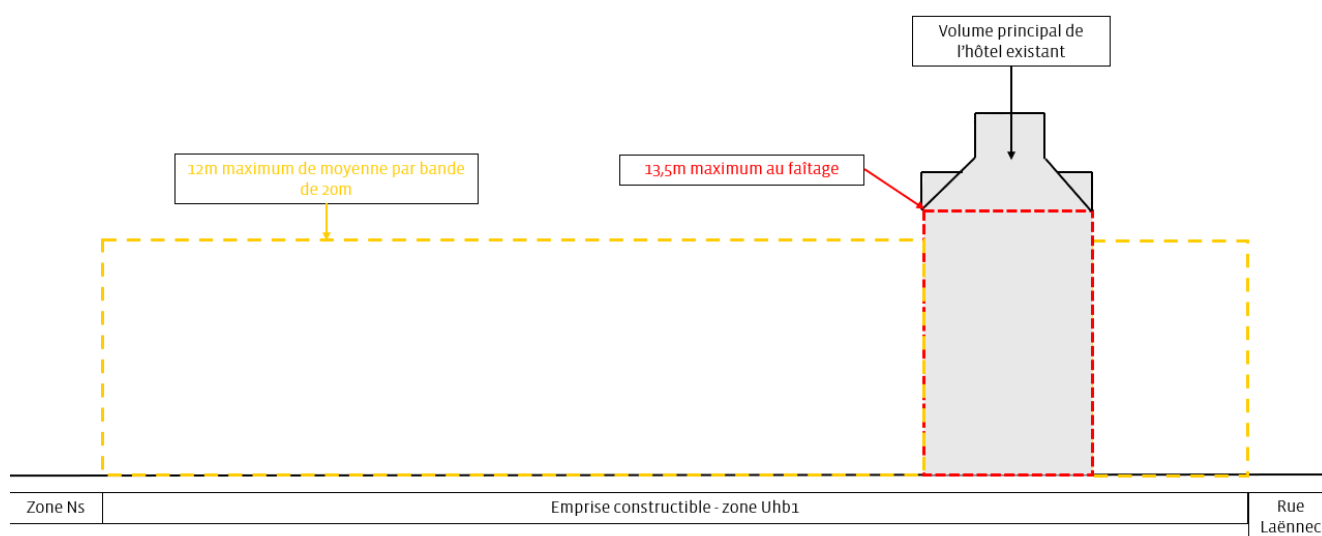 Volume principal de
l'hôtel existant
12m maximum de moyenne par bande
de 20m
13,5m maximum au faîtage
Zone Ns
Emprise constructible - zone Uhb1
Rue
Laënnec